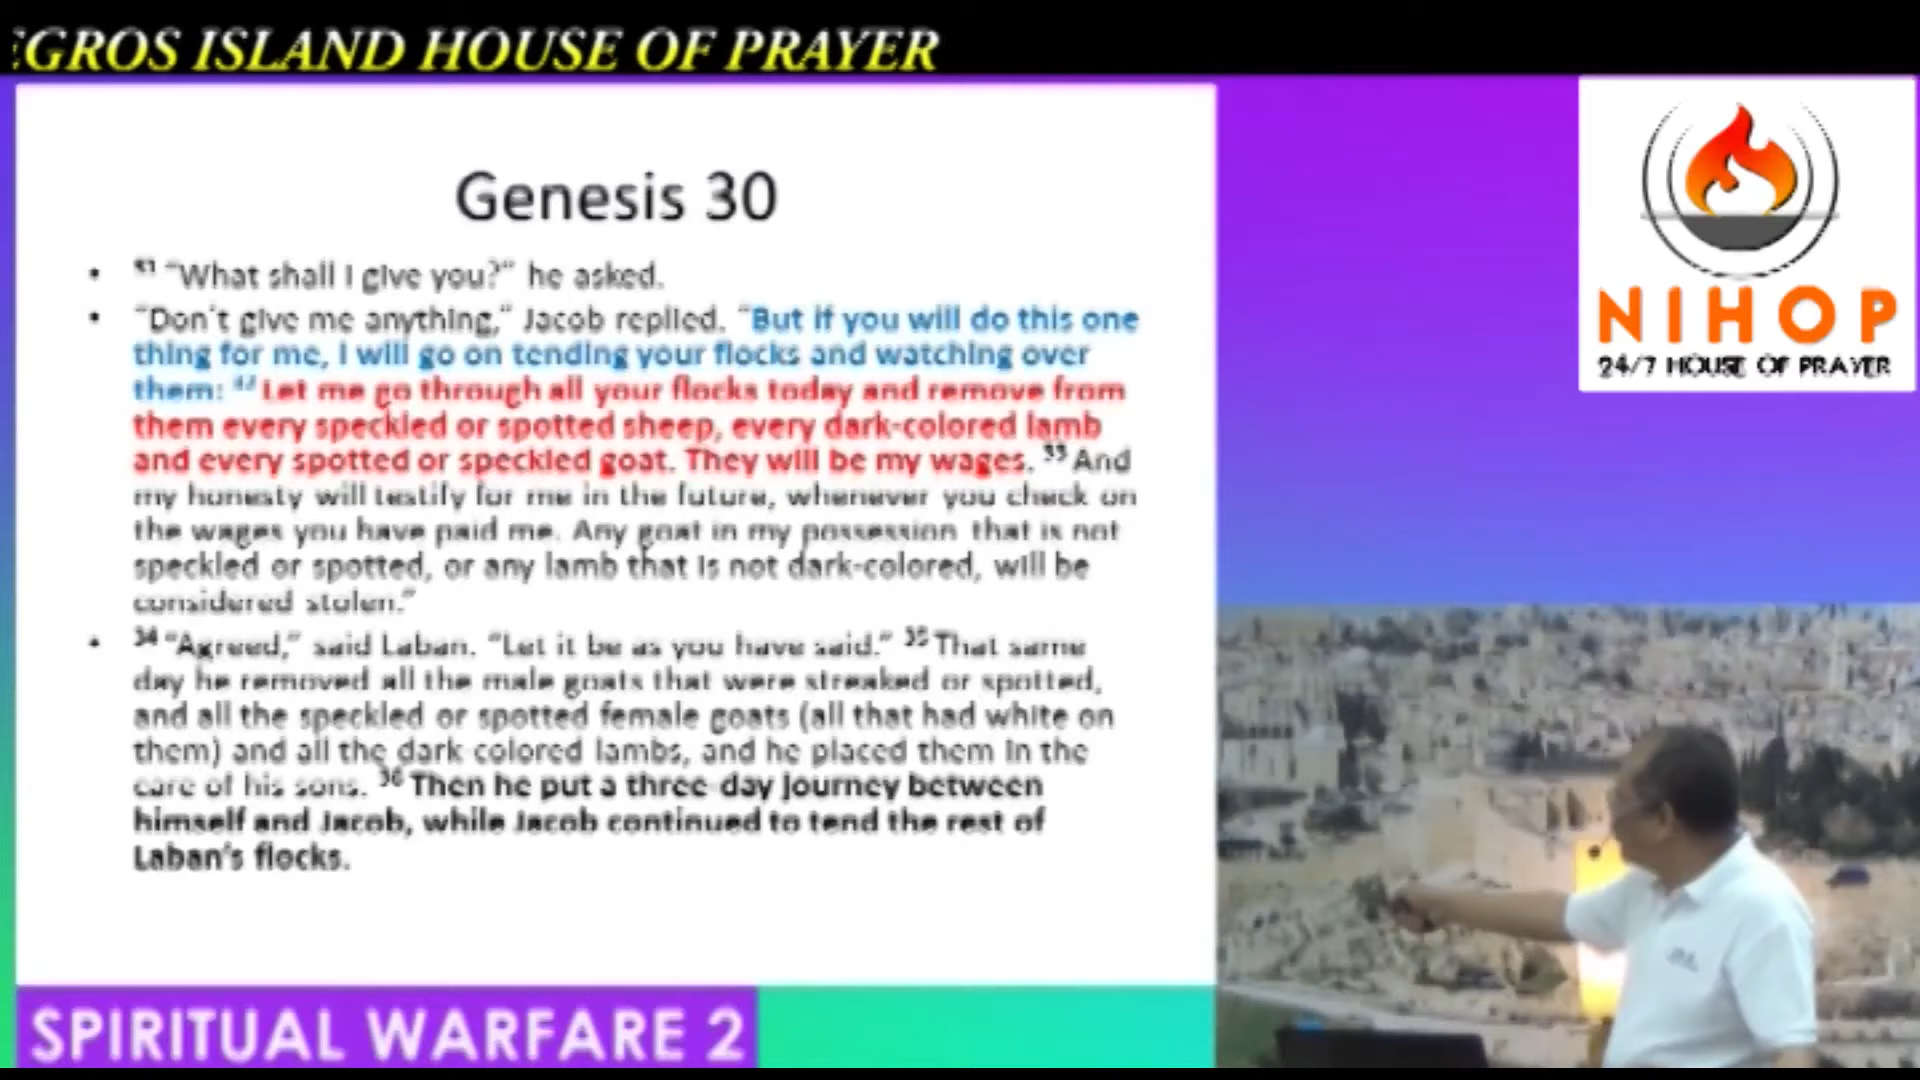 EGROS ISLAND HOUSE OF PRAYER
NIHOP
24/7 HOUSE OF PRAYER
Genesis 30
• ³¹ “What shall I give you?” he asked.
• “Don’t give me anything,” Jacob replied. “But if you will do this one
thing for me, I will go on tending your flocks and watching over
them: ³² Let me go through all your flocks today and remove from
them every speckled or spotted sheep, every dark-colored lamb
and every spotted or speckled goat. They will be my wages. ³³ And
my honesty will testify for me in the future, whenever you check on
the wages you have paid me. Any goat in my possession that is not
speckled or spotted, or any lamb that is not dark-colored, will be
considered stolen.”
• ³⁴ “Agreed,” said Laban. “Let it be as you have said.” ³⁵ That same
day he removed all the male goats that were streaked or spotted,
and all the speckled or spotted female goats (all that had white on
them) and all the dark-colored lambs, and he placed them in the
care of his sons. ³⁶ Then he put a three-day journey between
himself and Jacob, while Jacob continued to tend the rest of
Laban’s flocks.
SPIRITUAL WARFARE 2